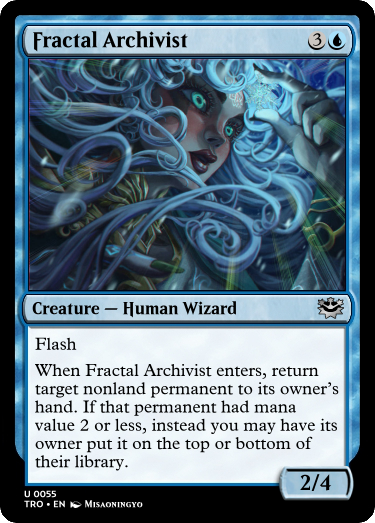 Fractal Archivist 3
Creature — Human Wizard
Flash
When Fractal Archivist enters, return
target nonland permanent to its owner's
hand. If that permanent had mana
value 2 or less, instead you may have its
owner put it on the top or bottom of
their library.
2/4
U 0055
TRO • EN Misaoningyo